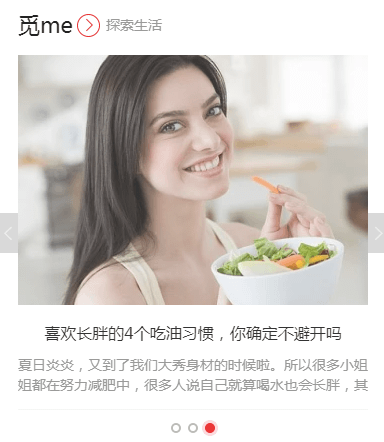 觅me 探索生活
喜欢长胖的4个吃油习惯，你确定不避开吗
夏日炎炎，又到了我们大秀身材的时候啦。所以很多小姐
姐都在努力减肥中，很多人说自己就算喝水也会长胖，其